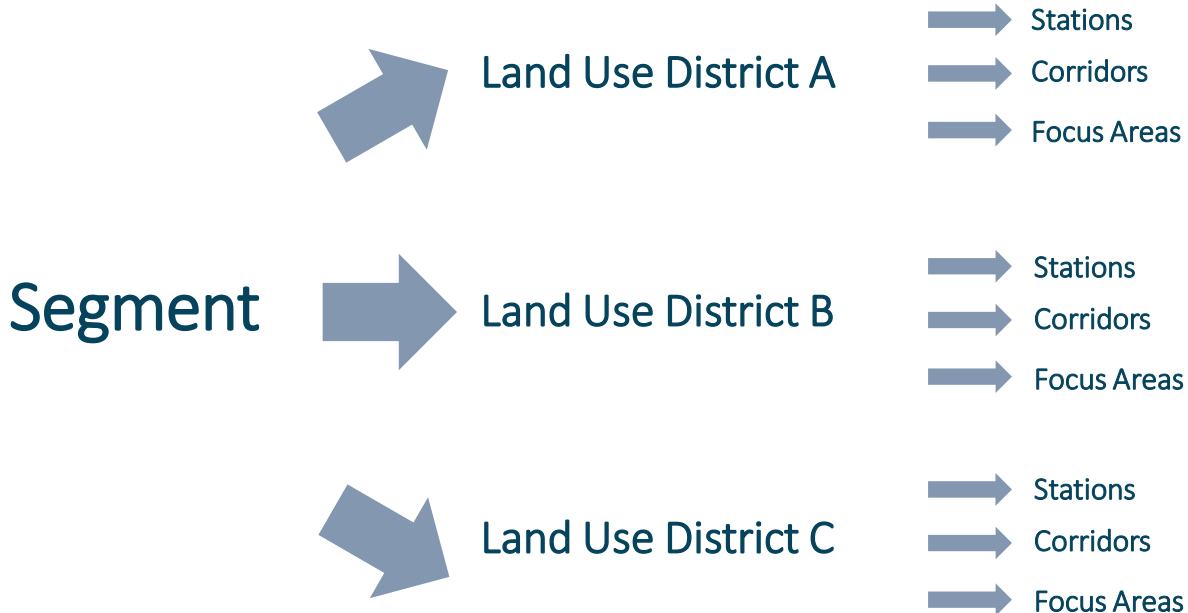 Segment
Land Use District A
Stations
Corridors
Focus Areas
Land Use District B
Stations
Corridors
Focus Areas
Land Use District C
Stations
Corridors
Focus Areas